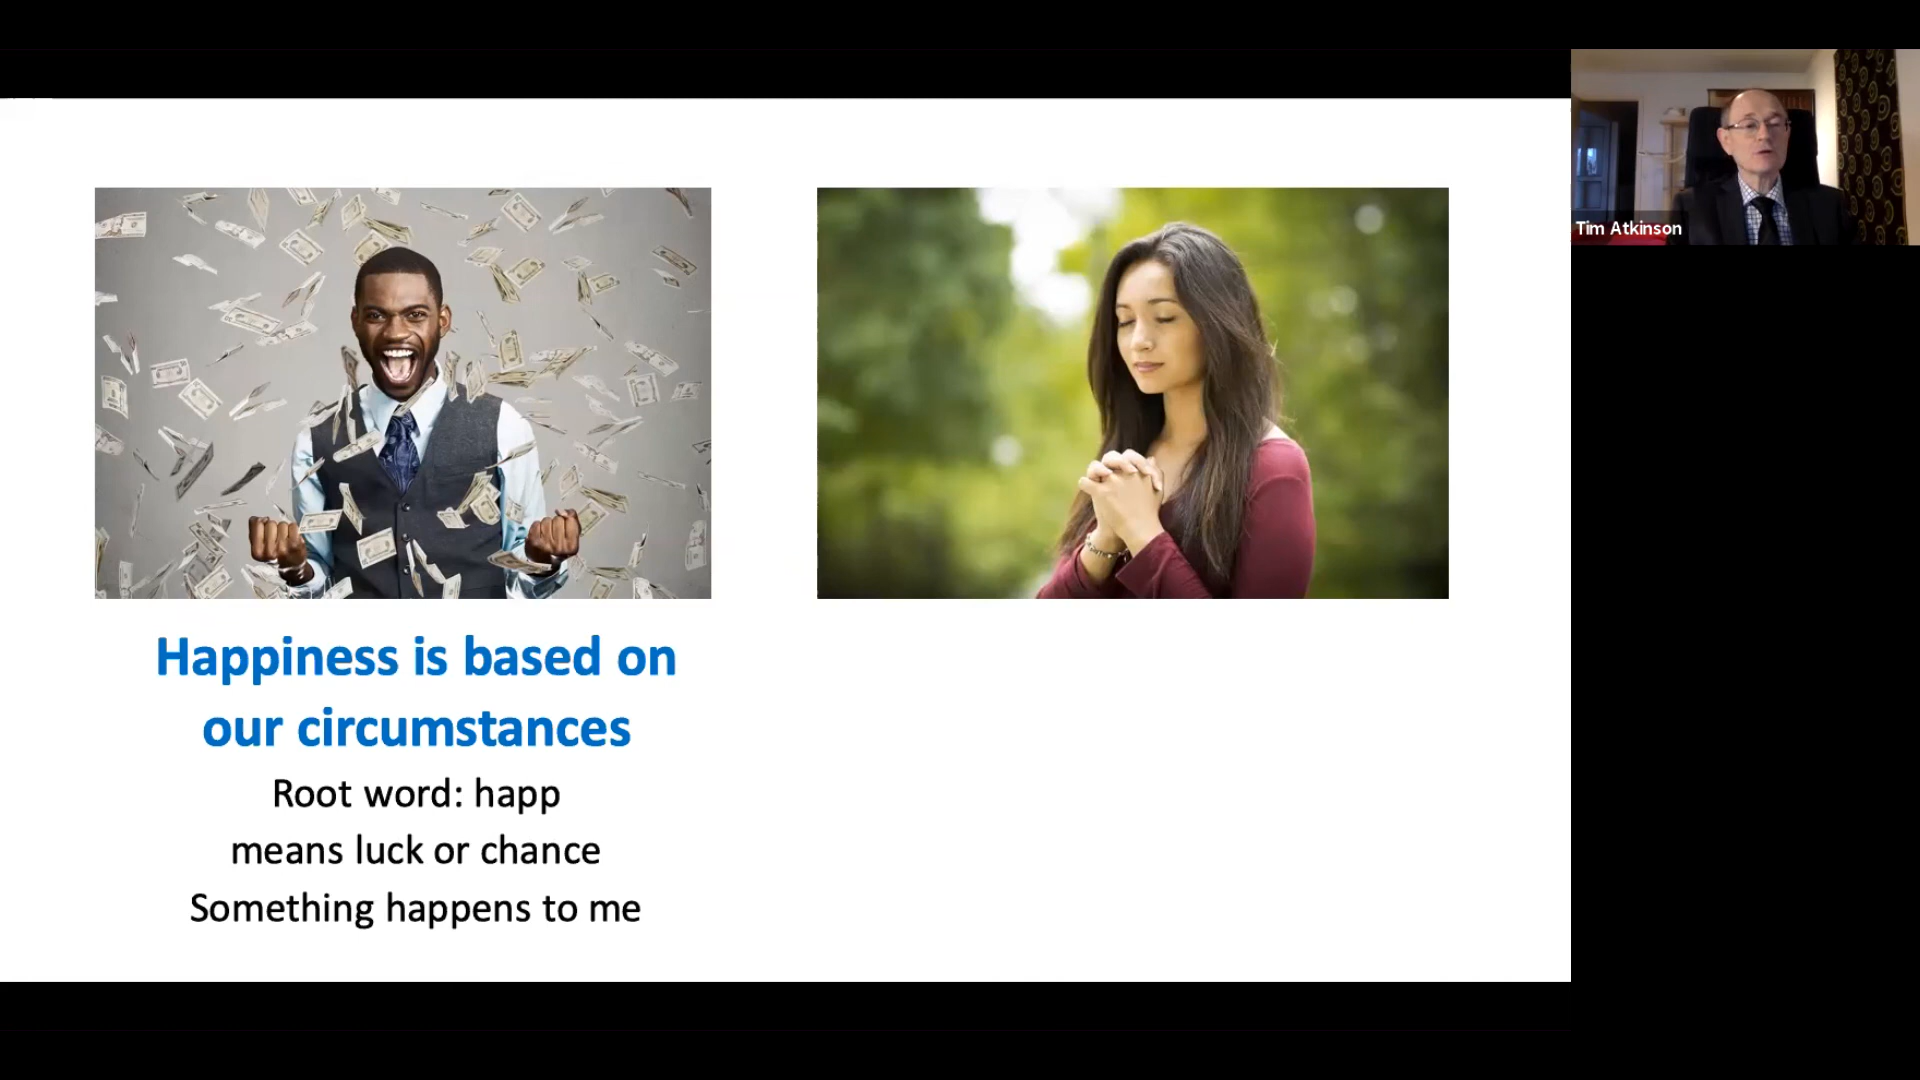 Tim Atkinson
Happiness is based on
our circumstances
Root word: happ
means luck or chance
Something happens to me